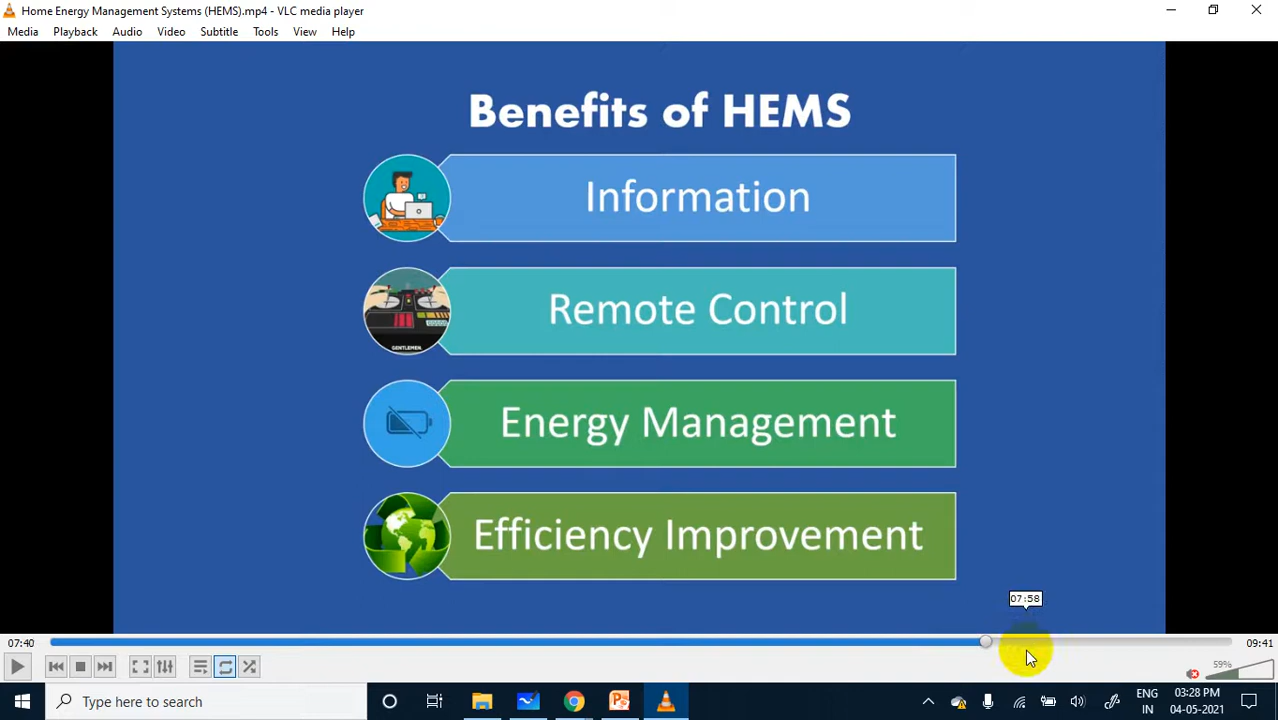 Home Energy Management Systems (HEMS).mp4 - VLC media player
Media Playback Audio Video Subtitle Tools View Help
Benefits of HEMS
Information
Remote Control
GENTLEMEN
Energy Management
Efficiency Improvement
07:58
07:40
09:41
59%
Type here to search
ENG
IN
03:28 PM
04-05-2021